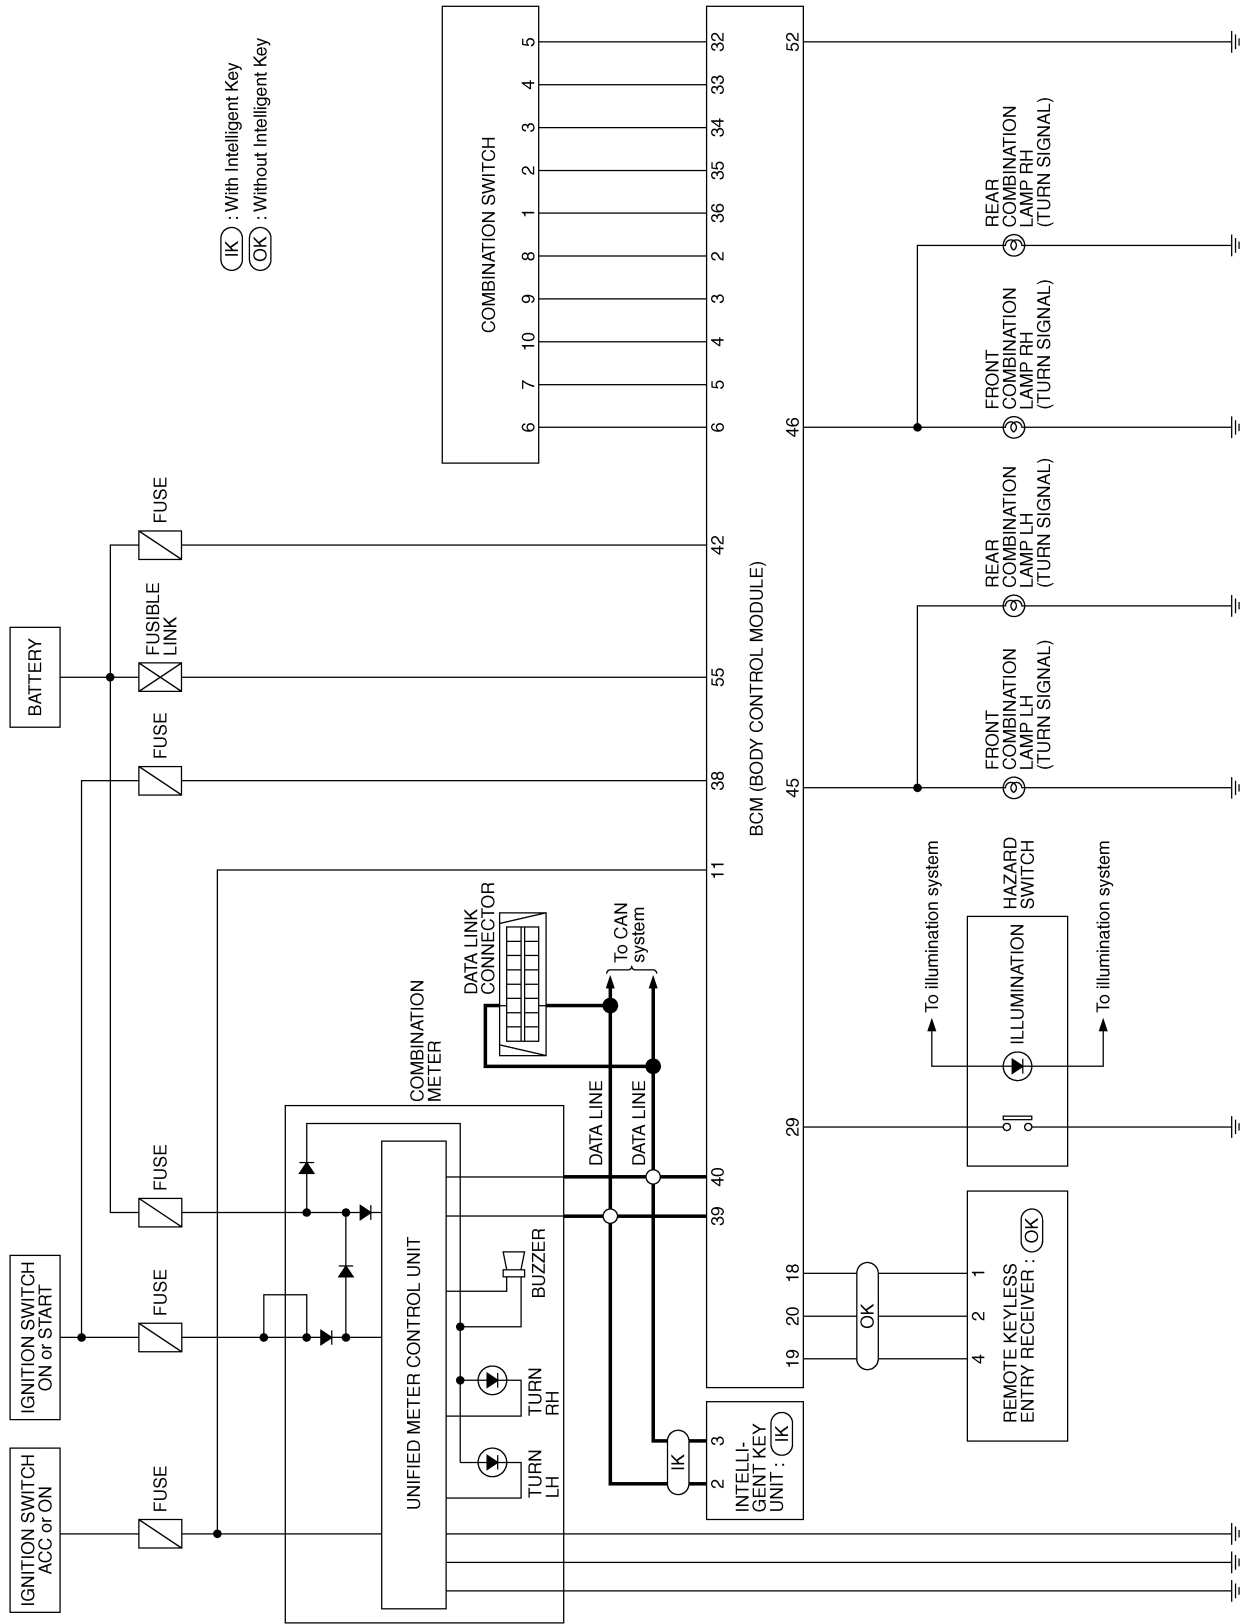 IGNITION SWITCH
ACC or ON
IGNITION SWITCH
ON or START
BATTERY
FUSE
FUSE
FUSE
FUSE
FUSIBLE
LINK
FUSE
IK : With Intelligent Key
OK : Without Intelligent Key
COMBINATION
METER
UNIFIED METER CONTROL UNIT
TURN
LH
TURN
RH
BUZZER
DATA LINK
CONNECTOR
To CAN
system
DATA LINE
DATA LINE
COMBINATION SWITCH
6 7 10 9 8 1 2 3 4 5
IK
2 3
INTELLI-
GENT KEY
UNIT : IK
39 40 11 38 55 42 6 5 4 3 2 36 35 34 33 32
BCM (BODY CONTROL MODULE)
19 20 18 29 45 46 52
OK
4 2 1
REMOTE KEYLESS
ENTRY RECEIVER : OK
To illumination system
ILLUMINATION
HAZARD
SWITCH
To illumination system
FRONT
COMBINATION
LAMP LH
(TURN SIGNAL)
REAR
COMBINATION
LAMP LH
(TURN SIGNAL)
FRONT
COMBINATION
LAMP RH
(TURN SIGNAL)
REAR
COMBINATION
LAMP RH
(TURN SIGNAL)